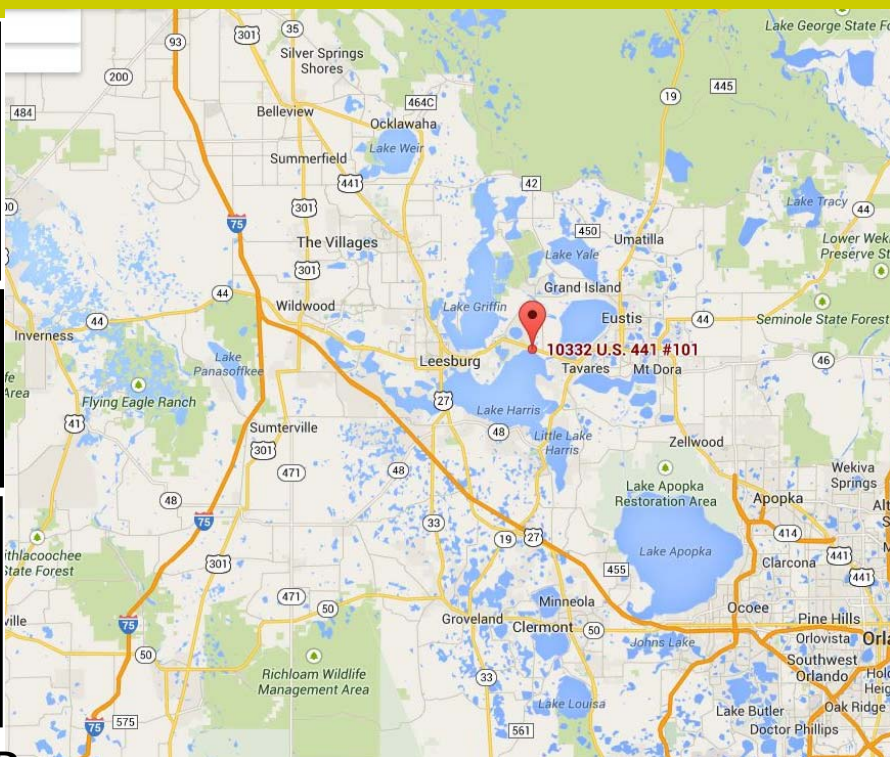 93
301
35
Lake George State Fo
Silver Springs
Shores
200
445
19
484
464C
Belleview
Ocklawaha
Lake Weir
Summerfield
441
42
301
Lake Tracy
44
75
450
Umatilla
The Villages
Lower Wek
Preserve St
Lake Yale
301
44
Grand Island
Wildwood
Lake Griffin
Eustis
44
44
Seminole State Forest
Inverness
10332 U.S. 441 #101
Leesburg
Tavares
Mt Dora
46
Lake
Panasoffkee
Area
Flying Eagle Ranch
27
Lake Harris
41
Sumterville
48
Little Lake
Harris
Zellwood
301
471
48
Lake Apopka
Restoration Area
Wekiva
Springs
48
Apopka
75
33
19
27
414
Lake Apopka
ithlacoochee
State Forest
301
455
Clarcona
441
441
471
Minneola
50
Ocoee
Groveland
Clermont
50
Pine Hills
75
Johns Lake
Orlovista
Orla
50
Southwest
Orlando
Richloam Wildlife
Management Area
33
Lake Louisa
Lake Butler
Oak Ridge
Doctor Phillips
575
561
75